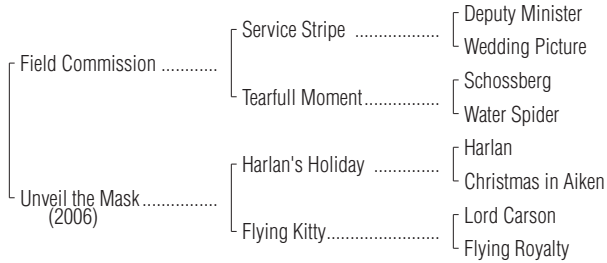 Deputy Minister
Service Stripe ..................
Wedding Picture
Field Commission ............
Schossberg
Tearfull Moment................
Water Spider
Harlan
Harlan's Holiday ..............
Christmas in Aiken
Unveil the Mask................
(2006)
Lord Carson
Flying Kitty........................
Flying Royalty